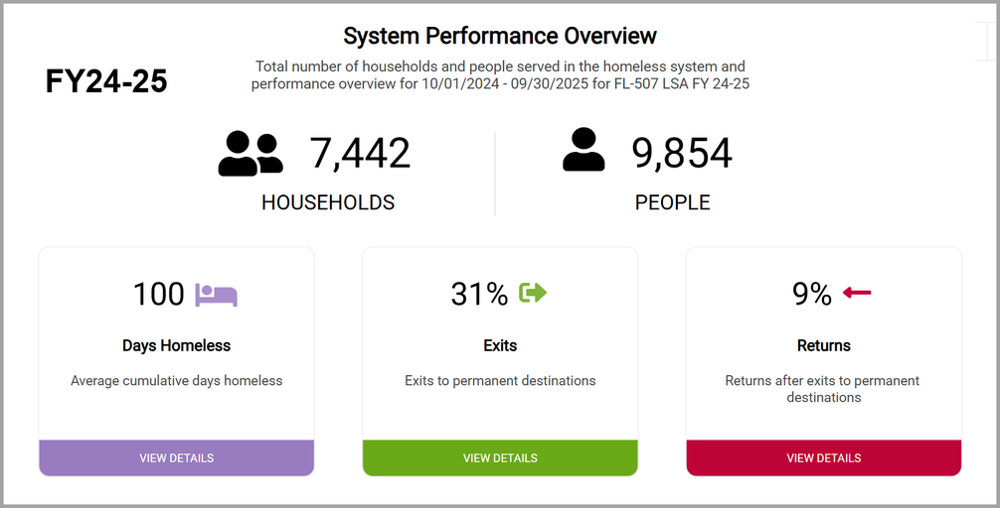 System Performance Overview
FY24-25
Total number of households and people served in the homeless system and
performance overview for 10/01/2024 - 09/30/2025 for FL-507 LSA FY 24-25
7,442
HOUSEHOLDS
9,854
PEOPLE
100
Days Homeless
Average cumulative days homeless
VIEW DETAILS
31%
Exits
Exits to permanent destinations
VIEW DETAILS
9%
Returns
Returns after exits to permanent
destinations
VIEW DETAILS